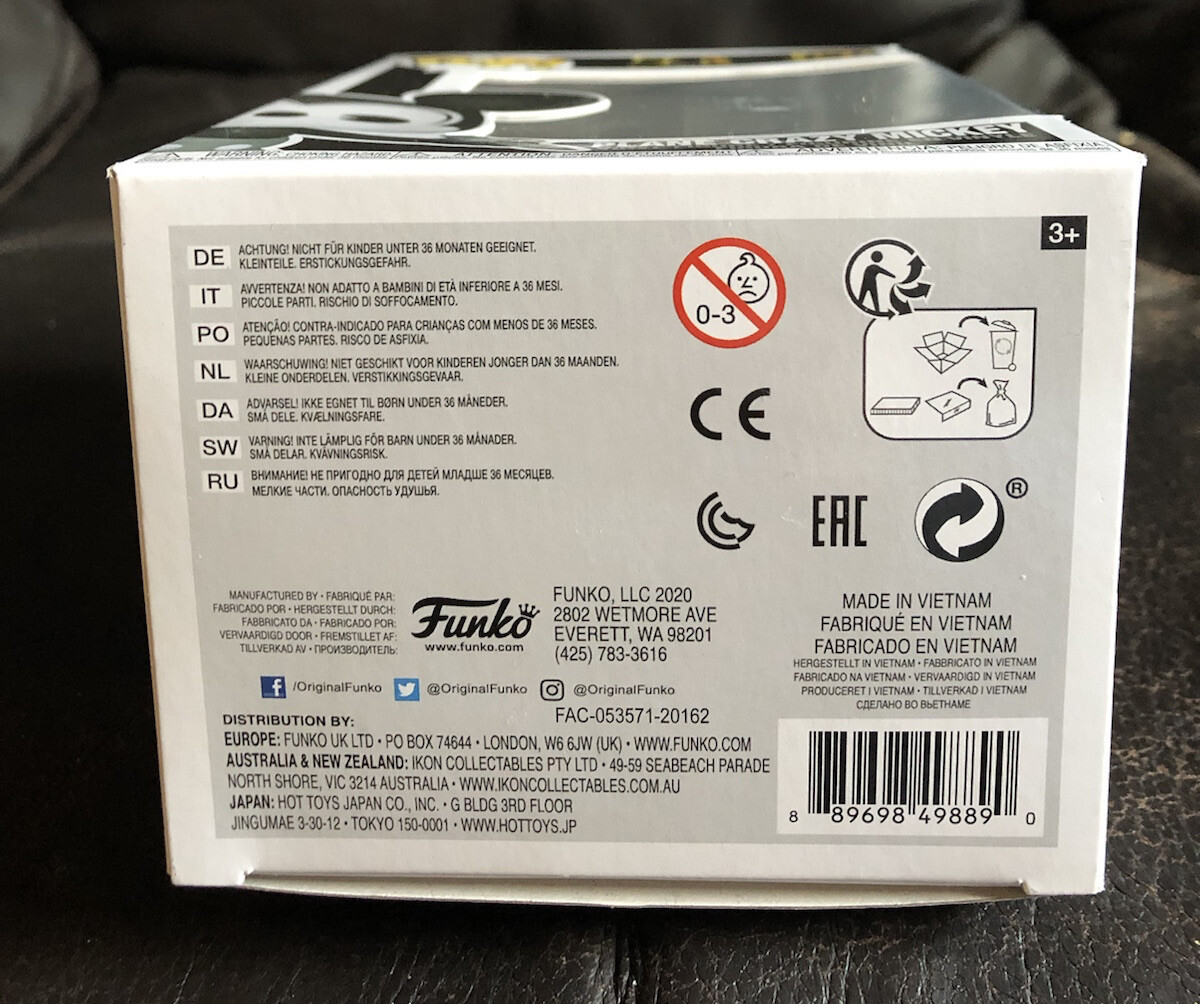 PLANE CRAZY MICKEY
WARNING: CHOKING HAZARD
ADVERTENCIA: PELIGRO DE ASFIXIA
3+
DE ACHTUNG! NICHT FÜR KINDER UNTER 36 MONATEN GEEIGNET.
KLEINTEILE. ERSTICKUNGSGEFAHR.
IT AVVERTENZA! NON ADATTO A BAMBINI DI ETÀ INFERIORE A 36 MESI.
PICCOLE PARTI. RISCHIO DI SOFFOCAMENTO.
PO ATENÇÃO! CONTRA-INDICADO PARA CRIANÇAS COM MENOS DE 36 MESES.
PEQUENAS PARTES. RISCO DE ASFIXIA.
NL WAARSCHUWING! NIET GESCHIKT VOOR KINDEREN JONGER DAN 36 MAANDEN.
KLEINE ONDERDELEN. VERSTIKKINGSGEVAAR.
DA ADVARSEL! IKKE EGNET TIL BØRN UNDER 36 MÅNEDER.
SMÅ DELE. KVÆLNINGSFARE.
SW VARNING! INTE LÄMPLIG FÖR BARN UNDER 36 MÅNADER.
SMÅ DELAR. KVÄVNINGSRISK.
RU ВНИМАНИЕ! НЕ ПРИГОДНО ДЛЯ ДЕТЕЙ МЛАДШЕ 36 МЕСЯЦЕВ.
МЕЛКИЕ ЧАСТИ. ОПАСНОСТЬ УДУШЬЯ.
0-3
CE
EAC
®
MANUFACTURED BY • FABRIQUÉ PAR:
FABRICADO POR • HERGESTELLT DURCH:
FABBRICATO DA • FABRICADO POR:
VERVAARDIGD DOOR • FREMSTILLET AF:
TILLVERKAD AV • ПРОИЗВОДИТЕЛЬ:
Funko
www.funko.com
FUNKO, LLC 2020
2802 WETMORE AVE
EVERETT, WA 98201
(425) 783-3616
/OriginalFunko @OriginalFunko @OriginalFunko
FAC-053571-20162
DISTRIBUTION BY:
EUROPE: FUNKO UK LTD • PO BOX 74644 • LONDON, W6 6JW (UK) • WWW.FUNKO.COM
AUSTRALIA & NEW ZEALAND: IKON COLLECTABLES PTY LTD • 49-59 SEABEACH PARADE
NORTH SHORE, VIC 3214 AUSTRALIA • WWW.IKONCOLLECTABLES.COM.AU
JAPAN: HOT TOYS JAPAN CO., INC. • G BLDG 3RD FLOOR
JINGUMAE 3-30-12 • TOKYO 150-0001 • WWW.HOTTOYS.JP
MADE IN VIETNAM
FABRIQUÉ EN VIETNAM
FABRICADO EN VIETNAM
HERGESTELLT IN VIETNAM • FABBRICATO IN VIETNAM
FABRICADO NA VIETNAM • VERVAARDIGD IN VIETNAM
PRODUCERET I VIETNAM • TILLVERKAD I VIETNAM
СДЕЛАНО ВО ВЬЕТНАМЕ
8 89698 49889 0